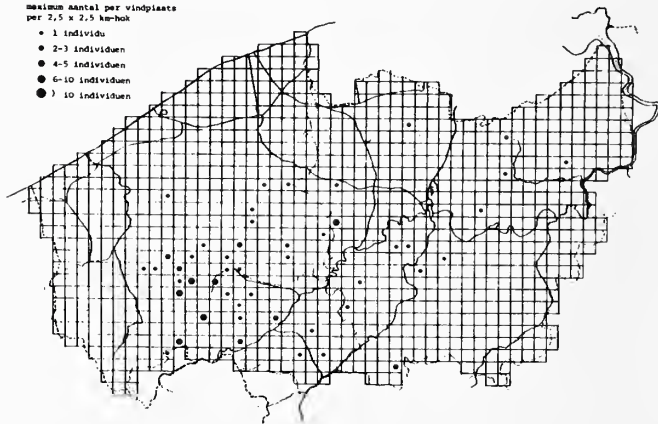 maximum aantal per vindplaats
per 2,5 x 2,5 km-hok
1 individu
2-3 individuen
4-5 individuen
6-10 individuen
> 10 individuen